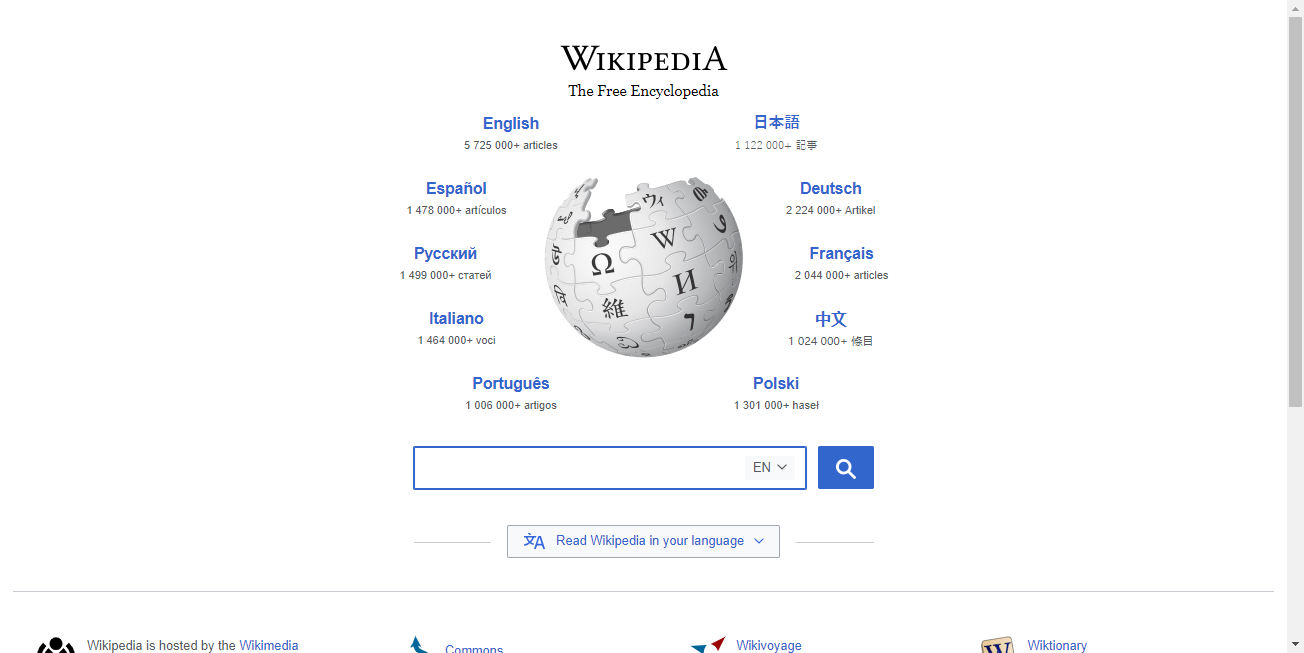 WIKIPEDIA
The Free Encyclopedia
English
5 725 000+ articles
日本語
1 122 000+ 記事
Español
1 478 000+ artículos
Deutsch
2 224 000+ Artikel
Русский
1 499 000+ статей
Français
2 044 000+ articles
Italiano
1 464 000+ voci
中文
1 024 000+ 條目
Português
1 006 000+ artigos
Polski
1 301 000+ haseł
ウィ
W
Ω
И
維
EN
Read Wikipedia in your language
Wikipedia is hosted by the Wikimedia
Commons
Wikivoyage
Wiktionary
W